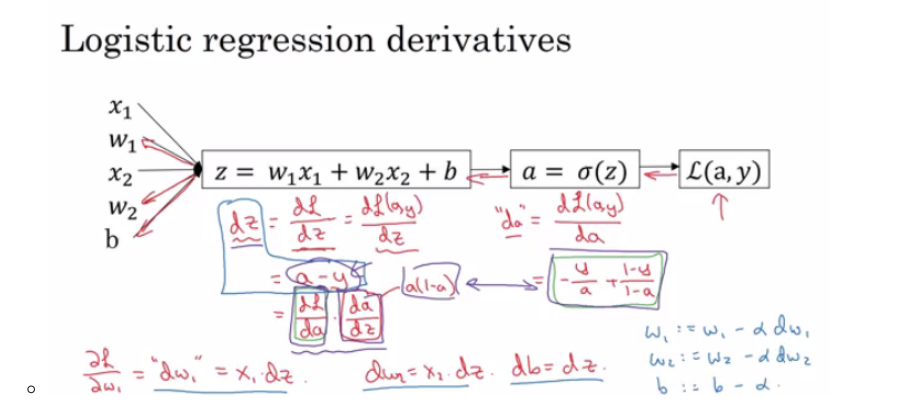 Logistic regression derivatives
x₁
w₁
x₂
w₂
b
z = w₁x₁ + w₂x₂ + b
a = σ(z)
ℒ(a, y)
dz = dℒ/dz = dℒ(a,y)/dz
"da" = dℒ(a,y)/da
= a - y
a(1-a)
= -y/a + (1-y)/(1-a)
= dℒ/da · da/dz
w₁ := w₁ - α dw₁
w₂ := w₂ - α dw₂
b := b - α
∂ℒ/∂w₁ = "dw₁" = x₁·dz. dw₂ = x₂·dz. db = dz.